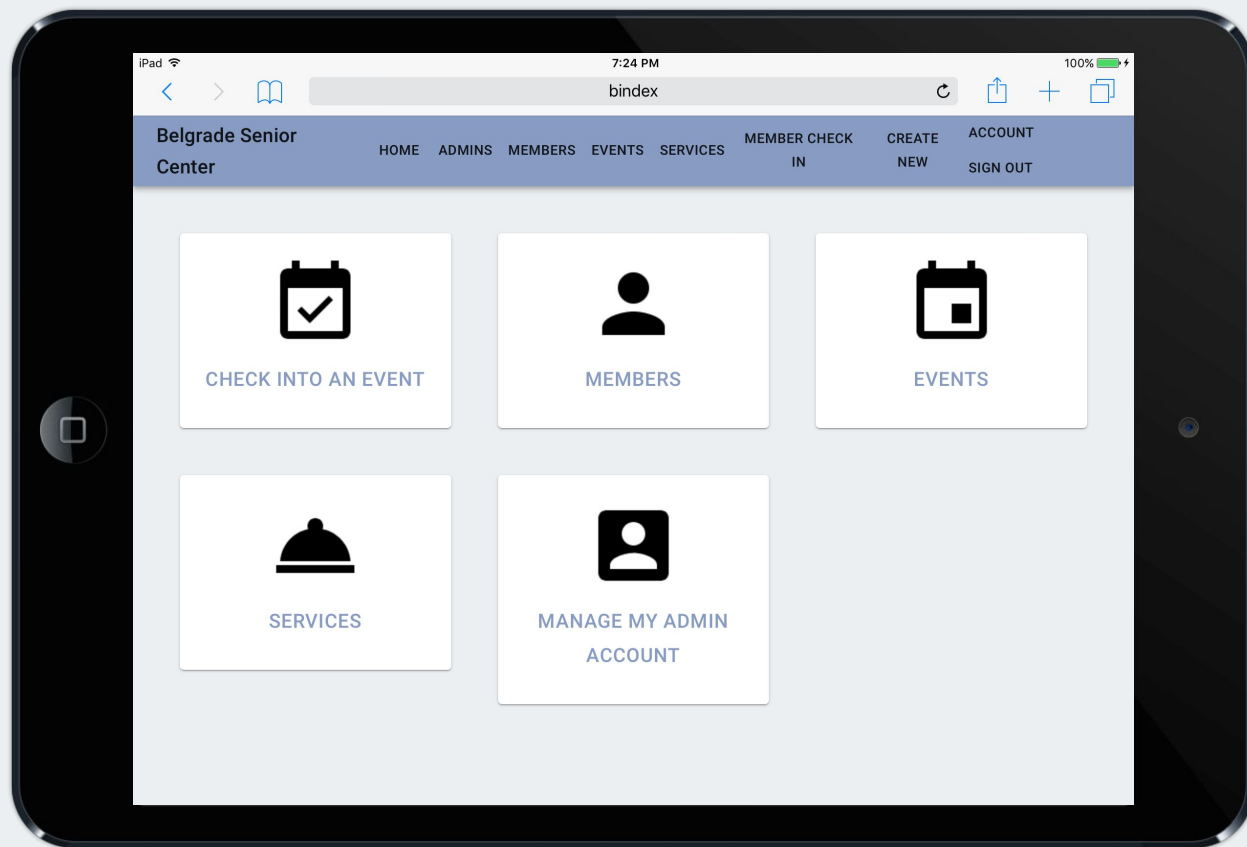 iPad 7:24 PM 100%
bindex
Belgrade Senior
Center
HOME ADMINS MEMBERS EVENTS SERVICES
MEMBER CHECK
IN
CREATE
NEW
ACCOUNT
SIGN OUT
CHECK INTO AN EVENT
MEMBERS
EVENTS
SERVICES
MANAGE MY ADMIN
ACCOUNT